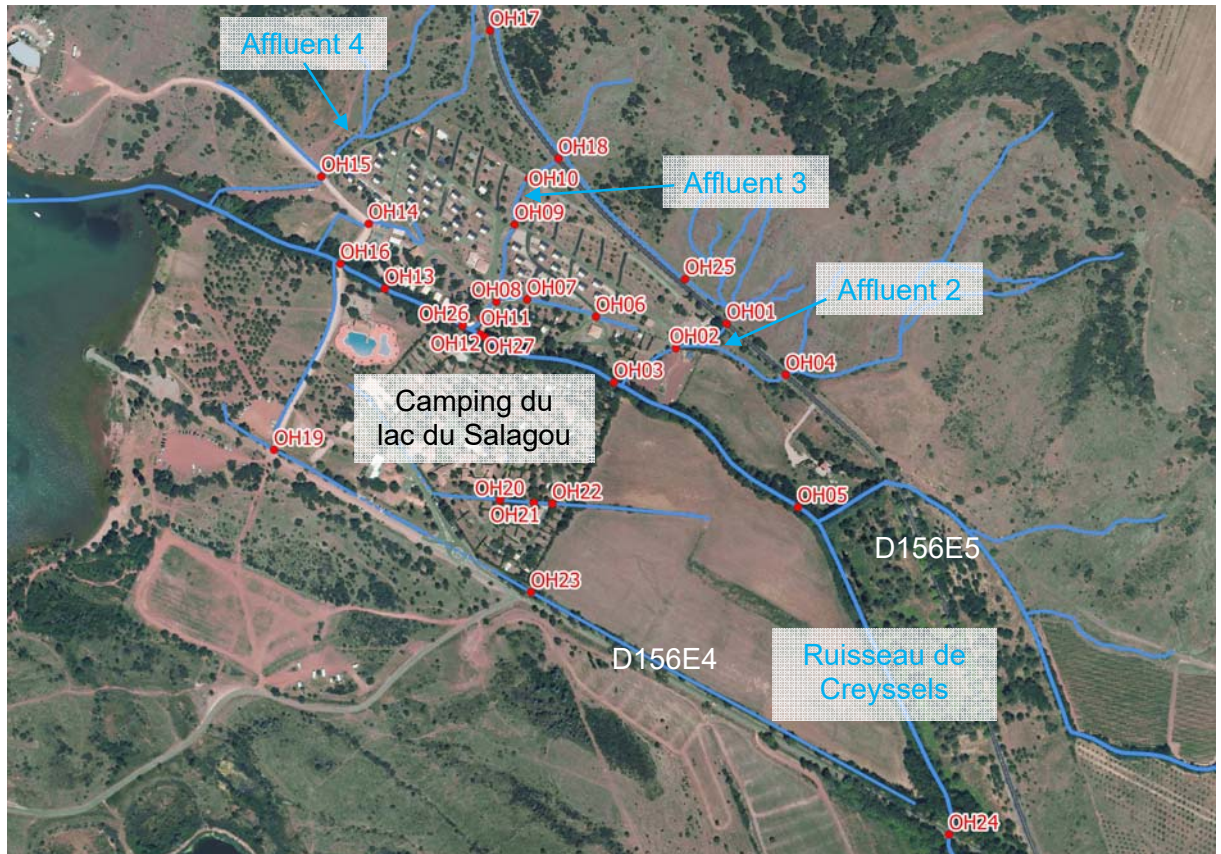 OH17
Affluent 4
OH18
OH15
OH10
Affluent 3
OH14
OH09
OH16
OH25
OH13
Affluent 2
OH08
OH07
OH06
OH01
OH26
OH11
OH12
OH27
OH02
OH04
OH03
Camping du
lac du Salagou
OH19
OH20
OH22
OH21
OH05
D156E5
OH23
D156E4
Ruisseau de
Creyssels
OH24